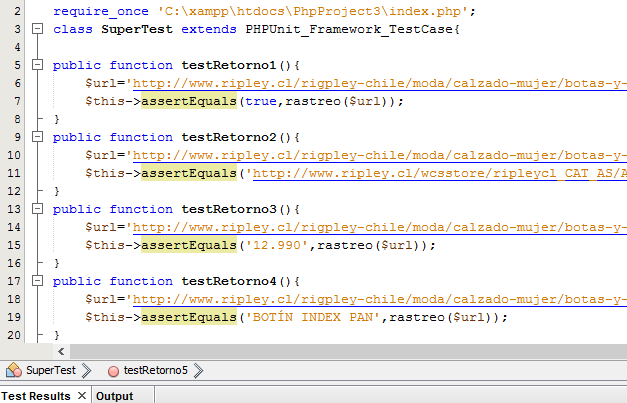 2 require_once 'C:\xampp\htdocs\PhpProject3\index.php';
3 class SuperTest extends PHPUnit_Framework_TestCase{
4
5 public function testRetorno1(){
6 $url='http://www.ripley.cl/rigpley-chile/moda/calzado-mujer/botas-y-
7 $this->assertEquals(true,rastreo($url));
8 }
9 public function testRetorno2(){
10 $url='http://www.ripley.cl/rigpley-chile/moda/calzado-mujer/botas-y-
11 $this->assertEquals('http://www.ripley.cl/wcsstore/ripleycl_CAT_AS/A
12 }
13 public function testRetorno3(){
14 $url='http://www.ripley.cl/rigpley-chile/moda/calzado-mujer/botas-y-
15 $this->assertEquals('12.990',rastreo($url));
16 }
17 public function testRetorno4(){
18 $url='http://www.ripley.cl/rigpley-chile/moda/calzado-mujer/botas-y-
19 $this->assertEquals('BOTÍN INDEX PAN',rastreo($url));
20 }
SuperTest testRetorno5
Test Results × Output